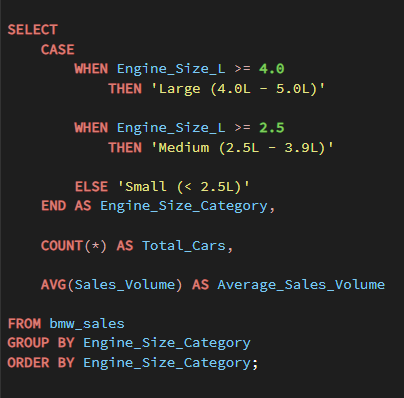 SELECT
    CASE
        WHEN Engine_Size_L >= 4.0
            THEN 'Large (4.0L - 5.0L)'
        WHEN Engine_Size_L >= 2.5
            THEN 'Medium (2.5L - 3.9L)'
        ELSE 'Small (< 2.5L)'
    END AS Engine_Size_Category,
    COUNT(*) AS Total_Cars,
    AVG(Sales_Volume) AS Average_Sales_Volume
FROM bmw_sales
GROUP BY Engine_Size_Category
ORDER BY Engine_Size_Category;